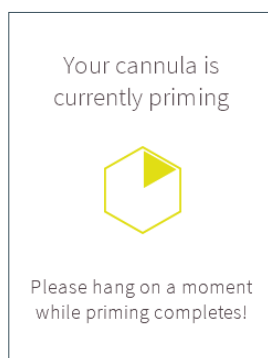 Your cannula is
currently priming
Please hang on a moment
while priming completes!